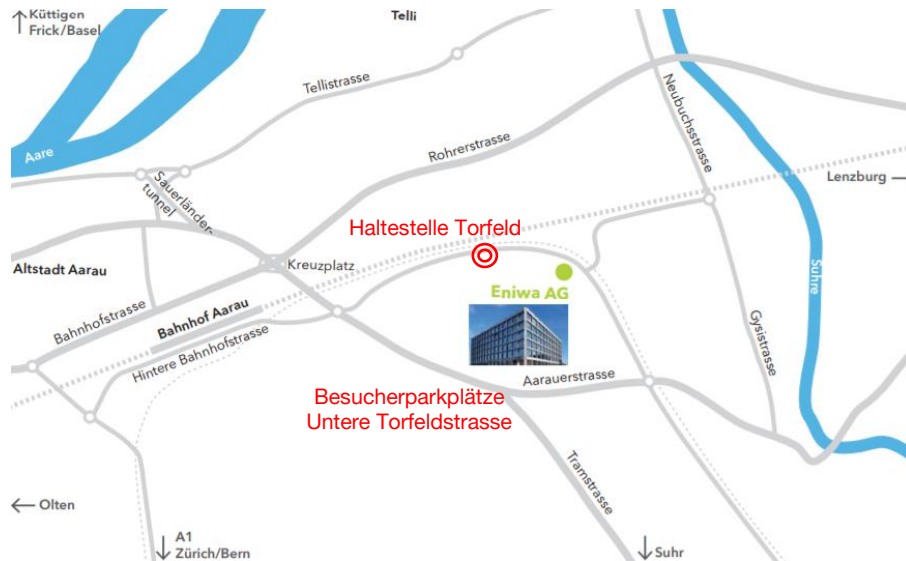 Küttigen
Frick/Basel
Telli
Tellistrasse
Neubuchsstrasse
Aare
Rohrerstrasse
Sauerländer-
tunnel
Lenzburg
Haltestelle Torfeld
Kreuzplatz
Altstadt Aarau
Suhre
Eniwa AG
Bahnhofstrasse
Bahnhof Aarau
Gysistrasse
Hintere Bahnhofstrasse
Aarauerstrasse
Besucherparkplätze
Untere Torfeldstrasse
Tramstrasse
Olten
A1
Zürich/Bern
Suhr